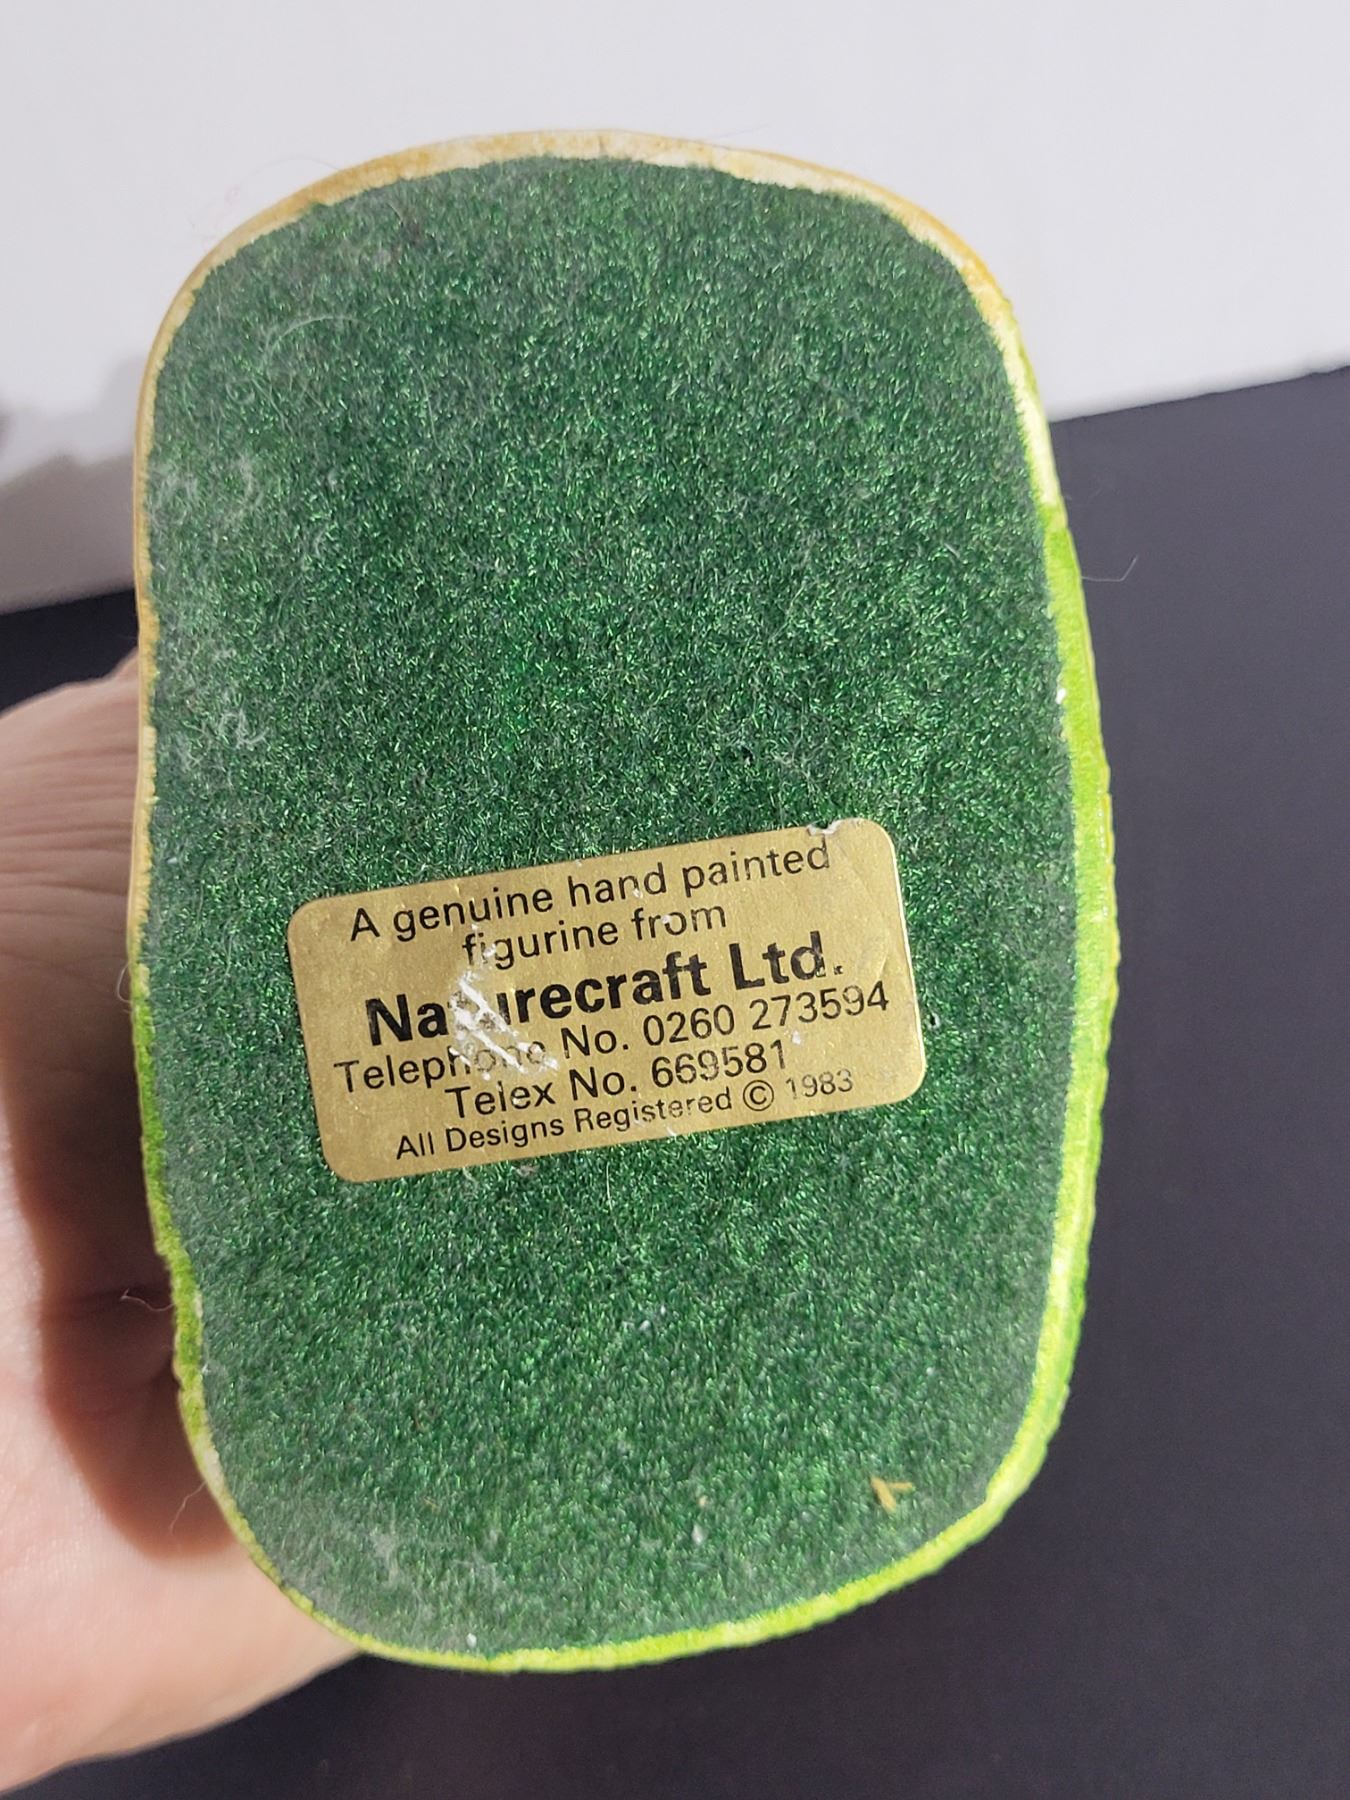 A genuine hand painted
figurine from
Naturecraft Ltd.
Telephone No. 0260 273594
Telex No. 669581
All Designs Registered © 1983